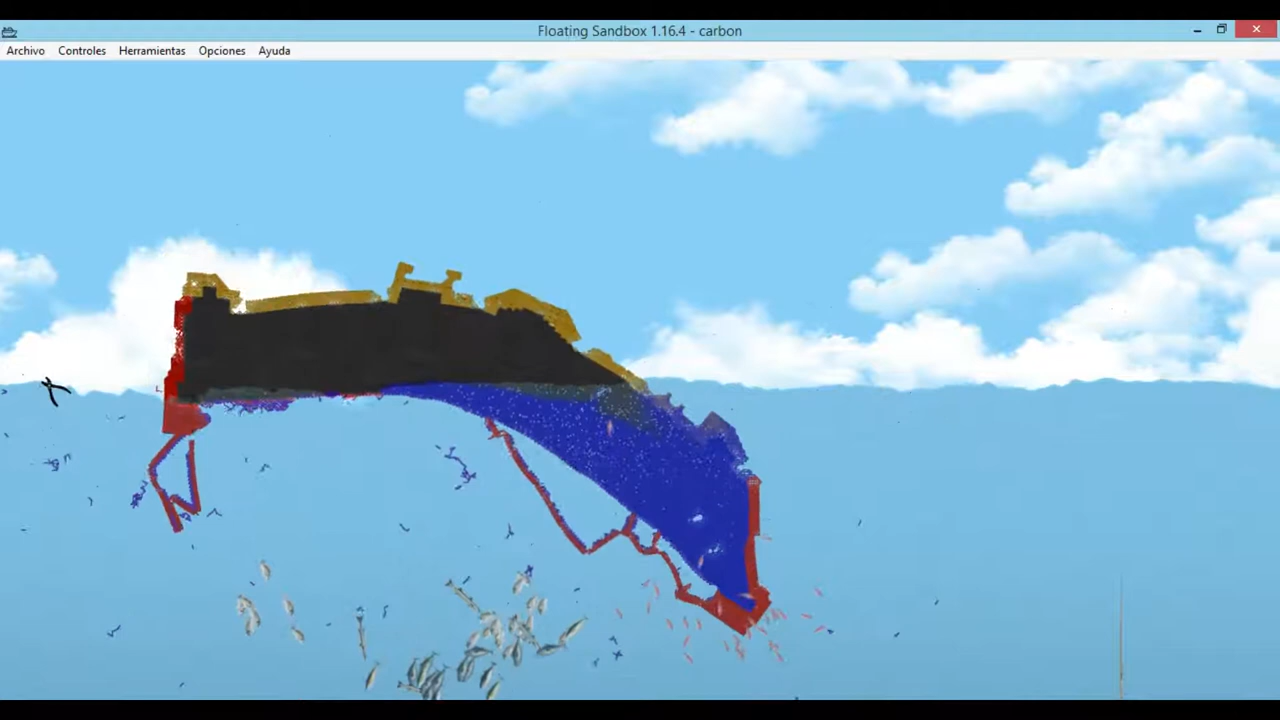 Floating Sandbox 1.16.4 - carbon
Archivo Controles Herramientas Opciones Ayuda